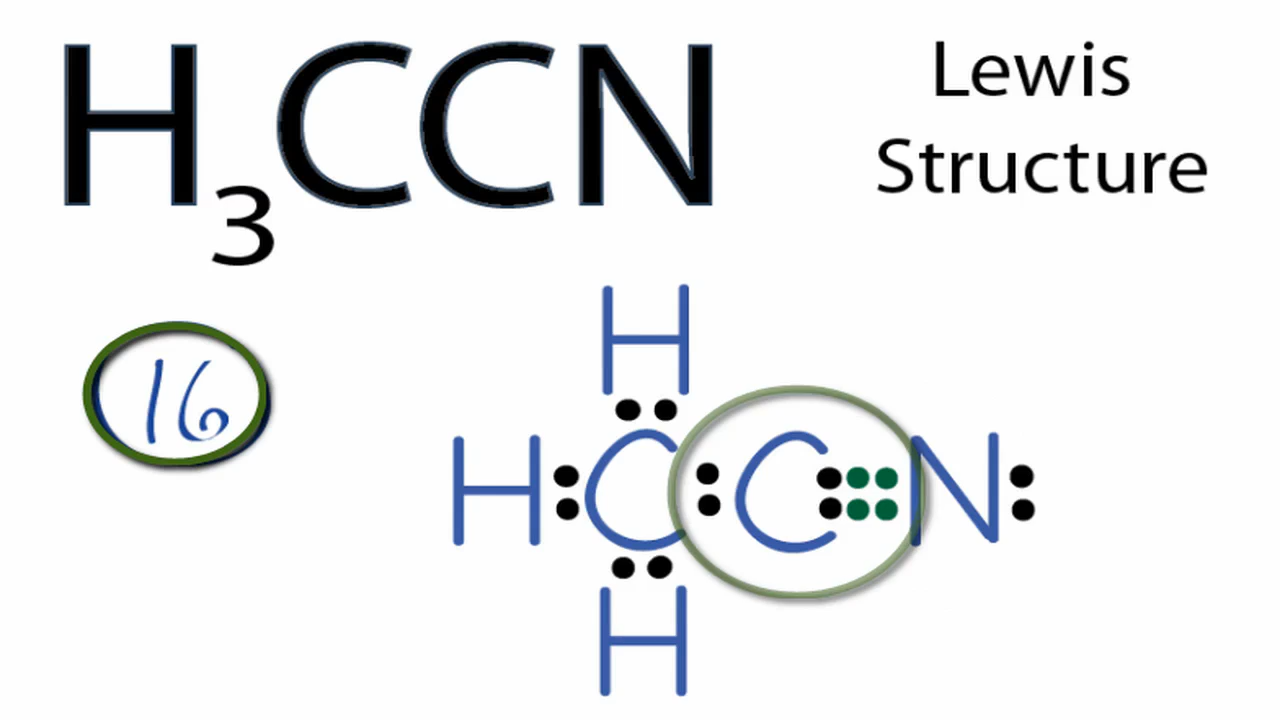 H₃CCN
Lewis
Structure
16
H
H:C:C:::N:
H